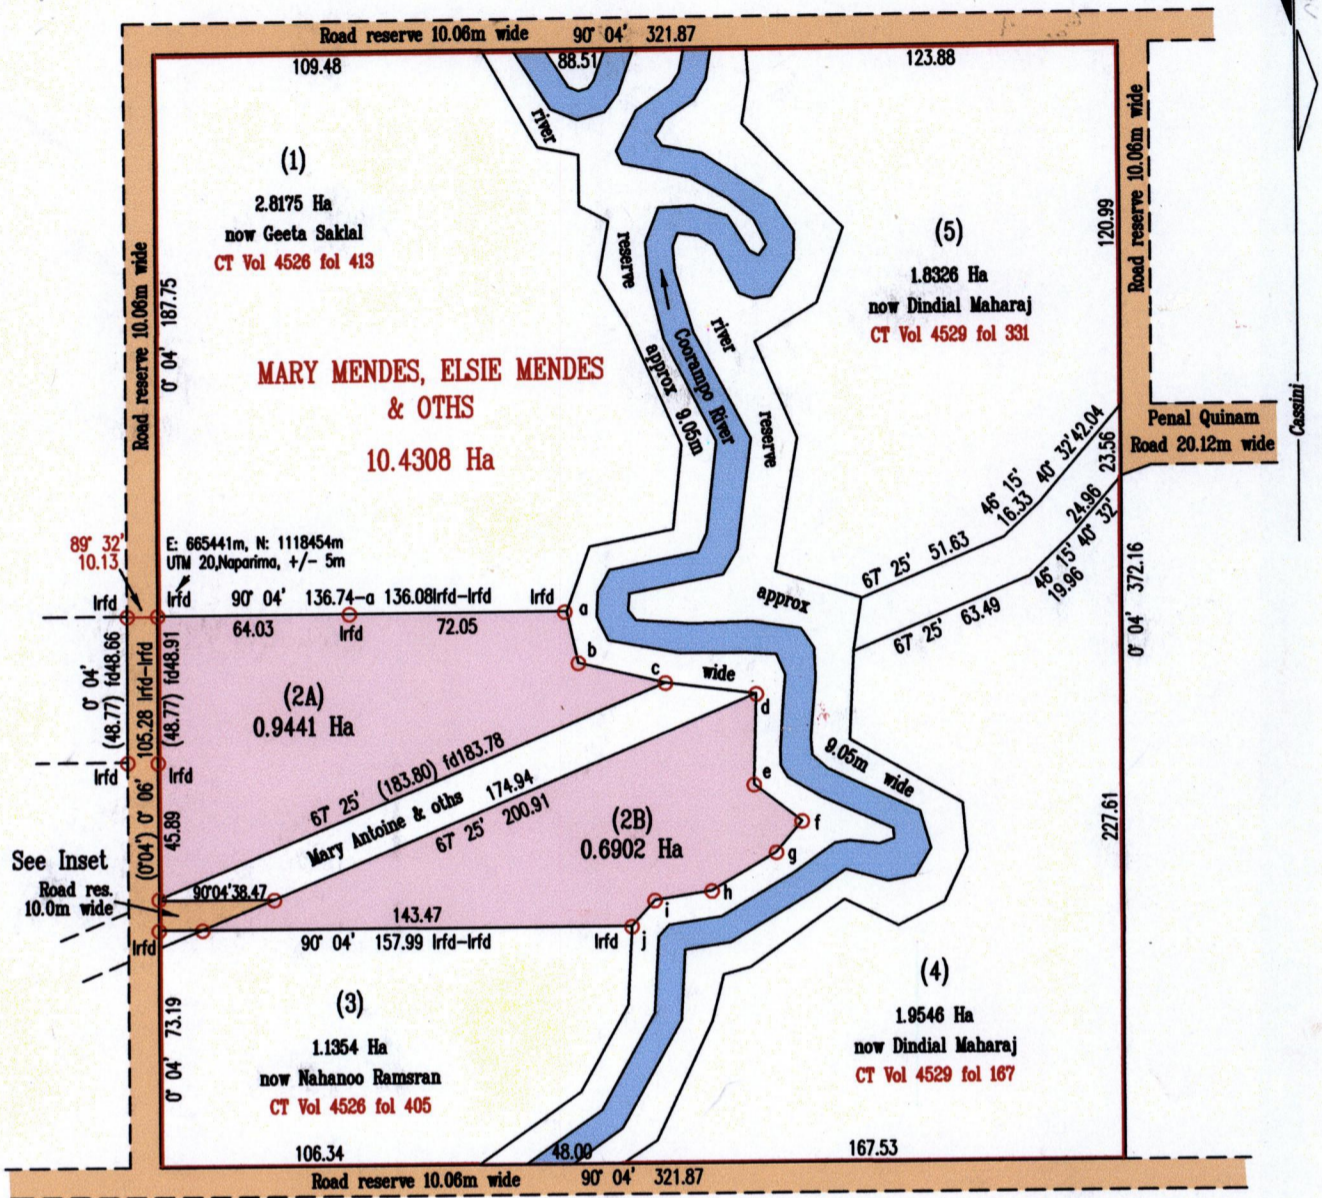 Road reserve 10.06m wide 90° 04' 321.87
109.48
88.51
123.88
river
(1)
2.8175 Ha
now Geeta Saklal
CT Vol 4526 fol 413
Road reserve 10.06m wide
0° 04' 187.75
reserve
approx 9.05m
Coorampo River
river
reserve
(5)
1.8326 Ha
now Dindial Maharaj
CT Vol 4529 fol 331
120.99
Road reserve 10.06m wide
MARY MENDES, ELSIE MENDES
& OTHS
10.4308 Ha
Cassini
Penal Quinam
Road 20.12m wide
23.56
67° 25' 51.63
46° 15'
16.33
40° 32' 42.04
67° 25' 63.49
46° 15' 40° 32'
19.96
24.96
0° 04' 372.16
89° 32'
10.13
E: 665441m, N: 1118454m
UTM 20,Naparima, +/- 5m
Irfd
Irfd
90° 04' 136.74-a 136.08Irfd-Irfd
Irfd
a
64.03
Irfd
72.05
approx
wide
9.05m wide
b
c
d
e
f
g
h
i
j
0° 04'
(48.77) fd48.66
(0°04') 0° 06' 105.28 Irfd-Irfd
(48.77) fd48.91
(2A)
0.9441 Ha
Irfd
Irfd
45.89
67° 25' (183.80) fd183.78
Mary Antoine & oths 174.94
67° 25' 200.91
(2B)
0.6902 Ha
227.61
See Inset
Road res.
10.0m wide
90°04'38.47
143.47
Irfd
90° 04' 157.99 Irfd-Irfd
Irfd
0° 04' 73.19
(3)
1.1354 Ha
now Nahanoo Ramsran
CT Vol 4526 fol 405
(4)
1.9546 Ha
now Dindial Maharaj
CT Vol 4529 fol 167
106.34
48.00
167.53
Road reserve 10.06m wide 90° 04' 321.87